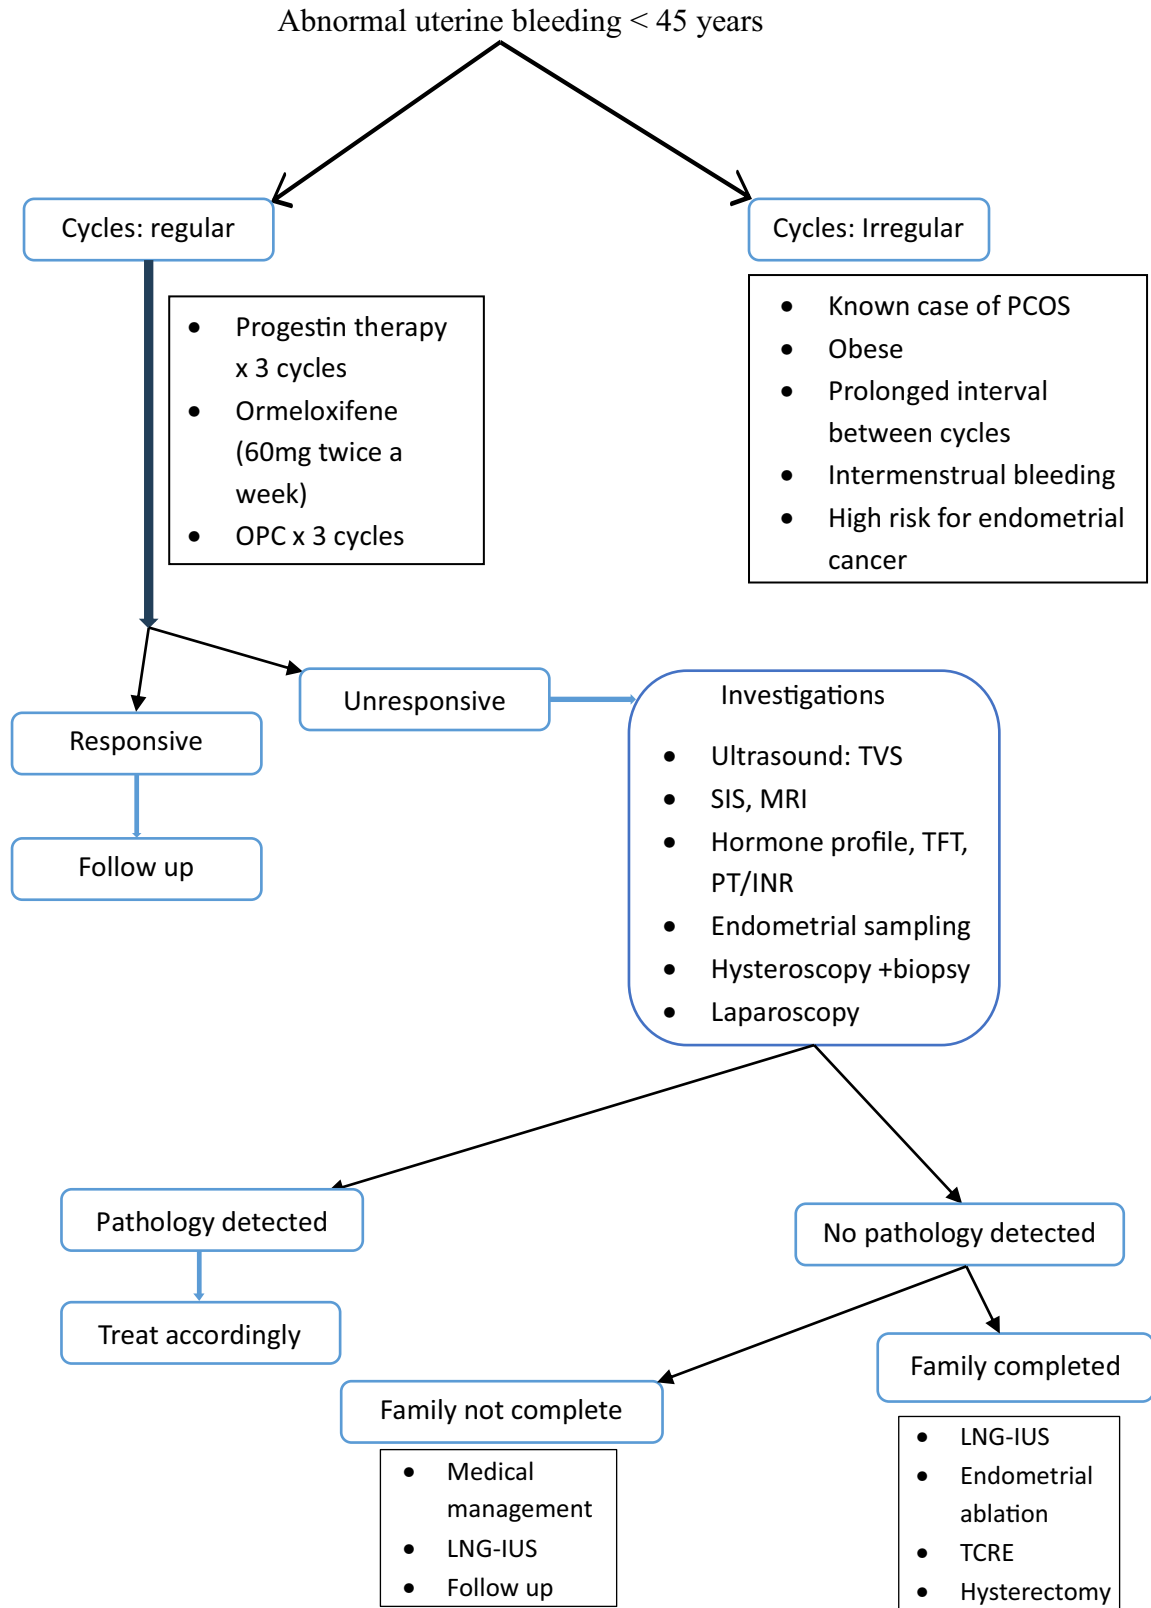 Abnormal uterine bleeding < 45 years
Cycles: regular
Cycles: Irregular
• Progestin therapy
x 3 cycles
• Ormeloxifene
(60mg twice a
week)
• OPC x 3 cycles
• Known case of PCOS
• Obese
• Prolonged interval
between cycles
• Intermenstrual bleeding
• High risk for endometrial
cancer
Unresponsive
Responsive
Follow up
Investigations
• Ultrasound: TVS
• SIS, MRI
• Hormone profile, TFT,
PT/INR
• Endometrial sampling
• Hysteroscopy +biopsy
• Laparoscopy
Pathology detected
Treat accordingly
No pathology detected
Family not complete
• Medical
management
• LNG-IUS
• Follow up
Family completed
• LNG-IUS
• Endometrial
ablation
• TCRE
• Hysterectomy